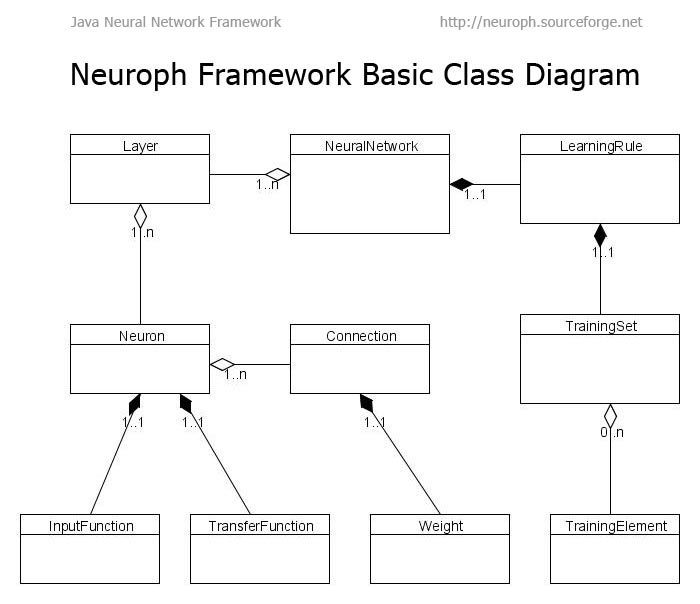 Java Neural Network Framework http://neuroph.sourceforge.net
Neuroph Framework Basic Class Diagram
Layer NeuralNetwork LearningRule
1..n 1..1
1..n 1..1
Neuron Connection TrainingSet
1..n
1..1 1..1 1..1 0..n
InputFunction TransferFunction Weight TrainingElement